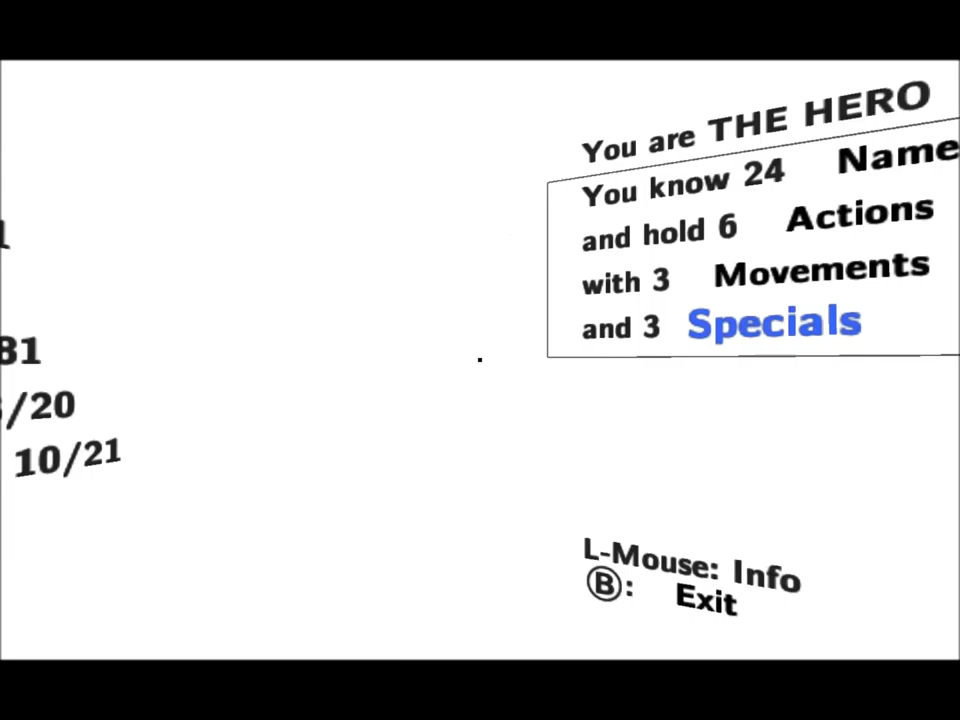 You are THE HERO
You know 24 Name
and hold 6 Actions
with 3 Movements
and 3 Specials
1
81
/20
10/21
L-Mouse: Info
B: Exit